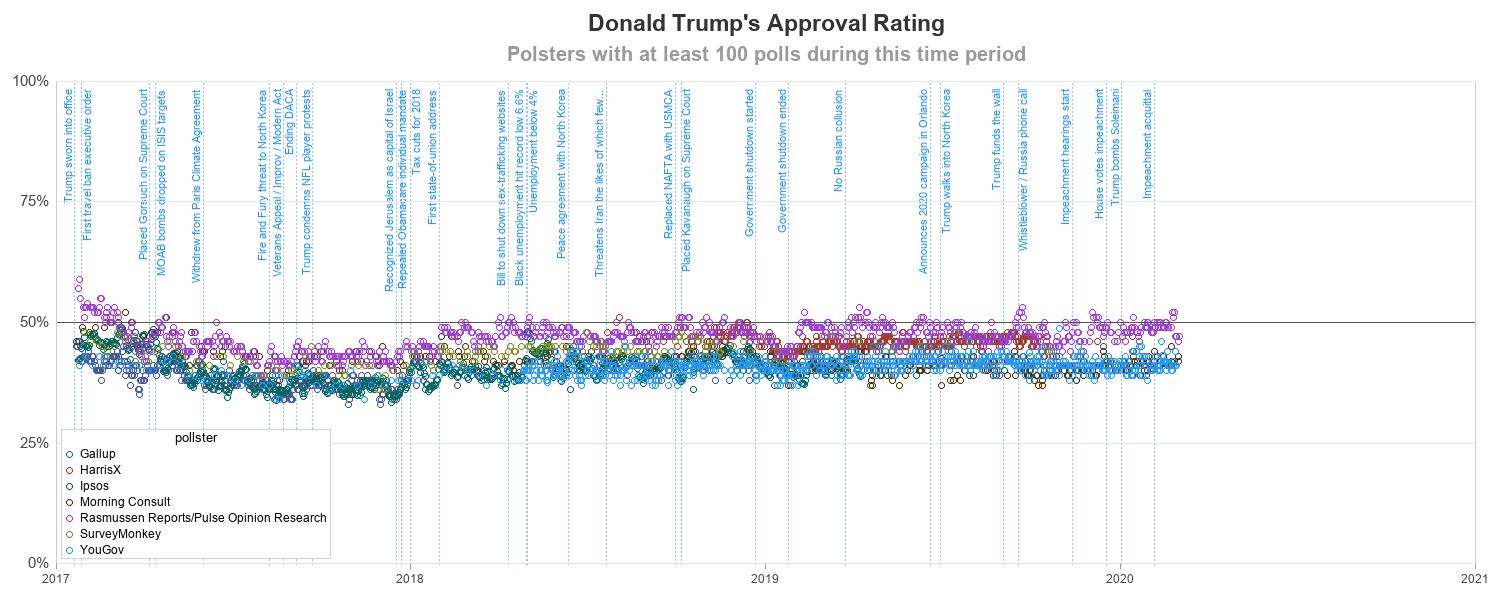 Donald Trump's Approval Rating
Polsters with at least 100 polls during this time period
100%
75%
50%
25%
0%
Trump sworn into office
First travel ban executive order
Placed Gorsuch on Supreme Court
MOAB bombs dropped on ISIS targets
Withdrew from Paris Climate Agreement
Fire and Fury threat to North Korea
Veterans Appeal / Improv / Modern Act
Ending DACA
Trump condemns NFL player protests
Recognized Jerusalem as capital of Israel
Repealed Obamacare individual mandate
Tax cuts for 2018
First state-of-union address
Bill to shut down sex-trafficking websites
Black unemployment hit record low 6.6%
Unemployment below 4%
Peace agreement with North Korea
Threatens Iran the likes of which few...
Replaced NAFTA with USMCA
Placed Kavanaugh on Supreme Court
Government shutdown started
Government shutdown ended
No Russian collusion
Announces 2020 campaign in Orlando
Trump walks into North Korea
Trump funds the wall
Whistleblower / Russia phone call
Impeachment hearings start
House votes impeachment
Trump bombs Soleimani
Impeachment acquittal
pollster
Gallup
HarrisX
Ipsos
Morning Consult
Rasmussen Reports/Pulse Opinion Research
SurveyMonkey
YouGov
2017
2018
2019
2020
2021